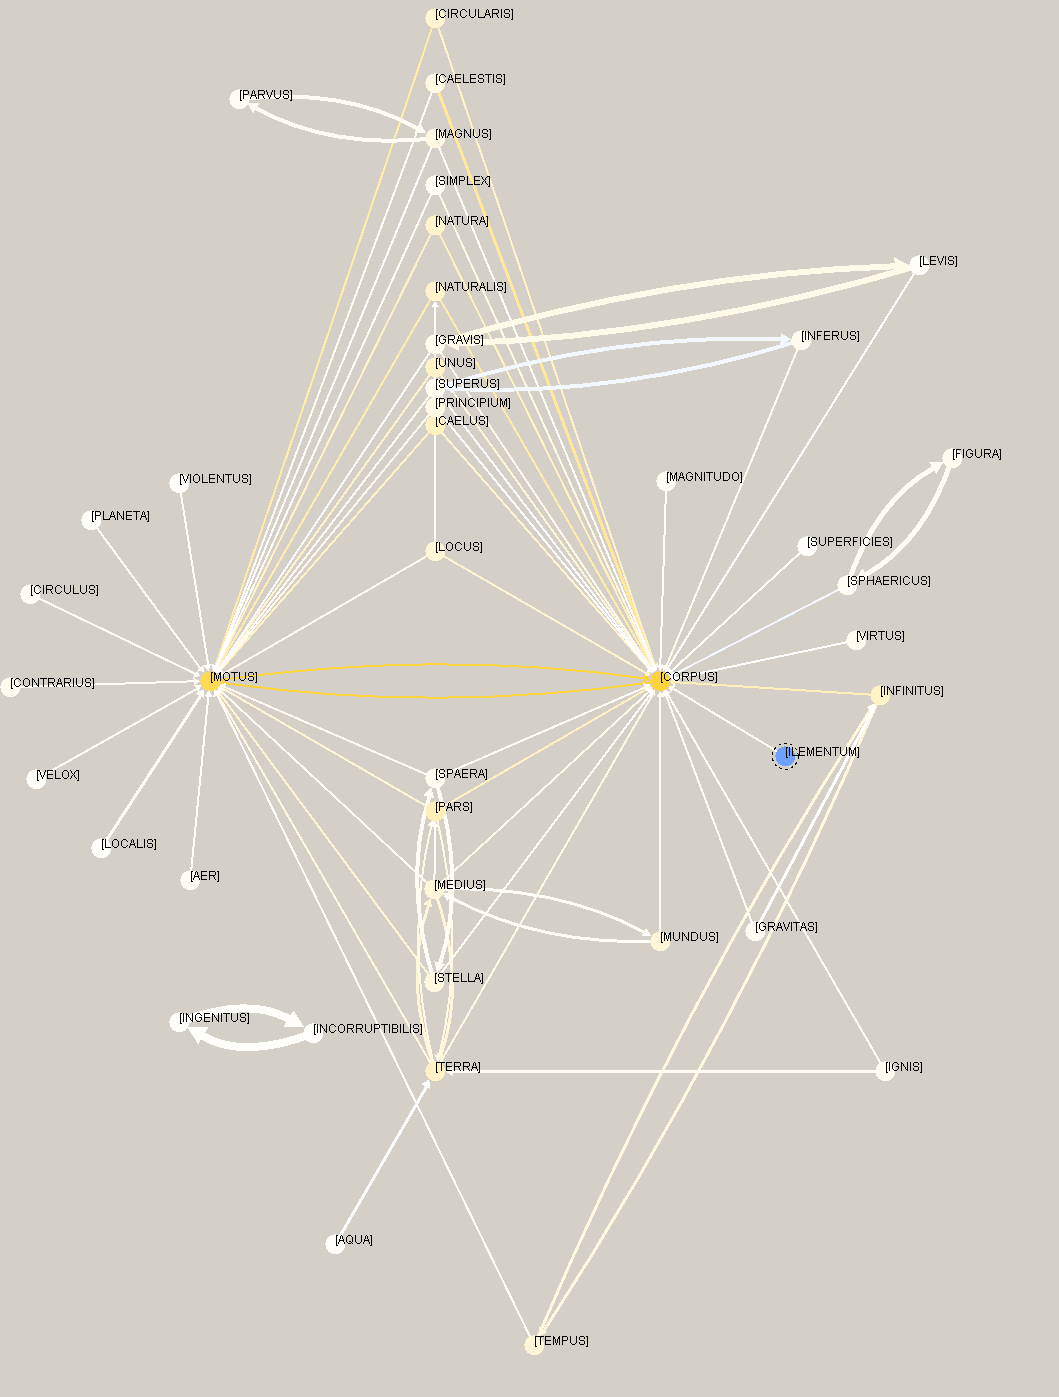 [CIRCULARIS]
[CAELESTIS]
[PARVUS]
[MAGNUS]
[SIMPLEX]
[NATURA]
[LEVIS]
[NATURALIS]
[INFERUS]
[GRAVIS]
[UNUS]
[SUPERUS]
[PRINCIPIUM]
[CAELUS]
[FIGURA]
[VIOLENTUS]
[MAGNITUDO]
[PLANETA]
[SUPERFICIES]
[LOCUS]
[SPHAERICUS]
[CIRCULUS]
[VIRTUS]
[MOTUS]
[CORPUS]
[CONTRARIUS]
[INFINITUS]
[ILEMENTUM]
[VELOX]
[SPAERA]
[PARS]
[LOCALIS]
[AER]
[MEDIUS]
[GRAVITAS]
[MUNDUS]
[STELLA]
[INGENITUS]
[INCORRUPTIBILIS]
[TERRA]
[IGNIS]
[AQUA]
[TEMPUS]